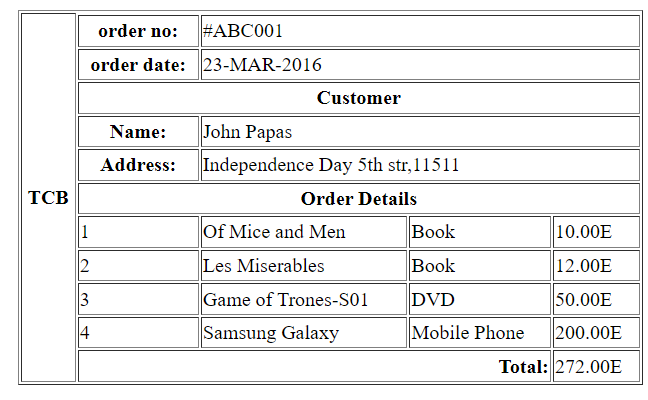 TCB
order no: #ABC001
order date: 23-MAR-2016
Customer
Name: John Papas
Address: Independence Day 5th str,11511
Order Details
1 Of Mice and Men Book 10.00E
2 Les Miserables Book 12.00E
3 Game of Trones-S01 DVD 50.00E
4 Samsung Galaxy Mobile Phone 200.00E
Total: 272.00E